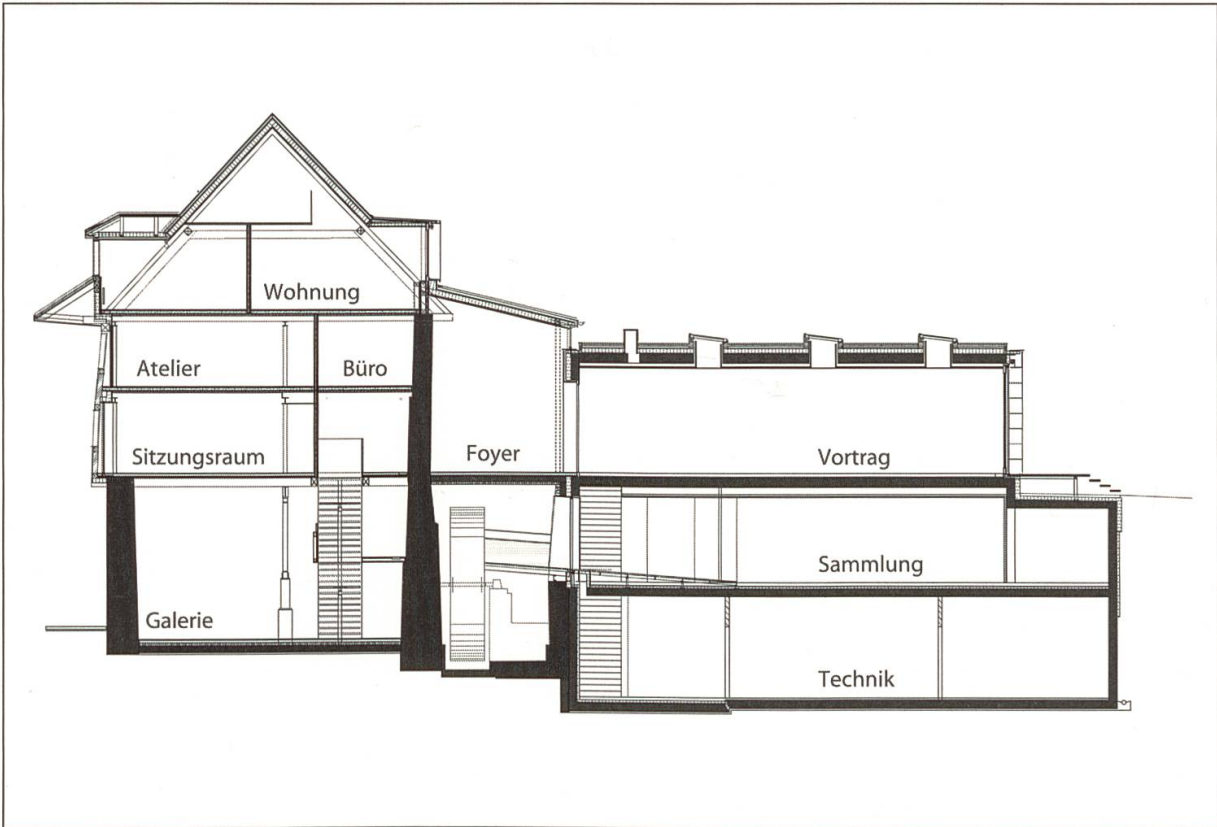 Wohnung
Atelier
Büro
Sitzungsraum
Foyer
Vortrag
Sammlung
Galerie
Technik